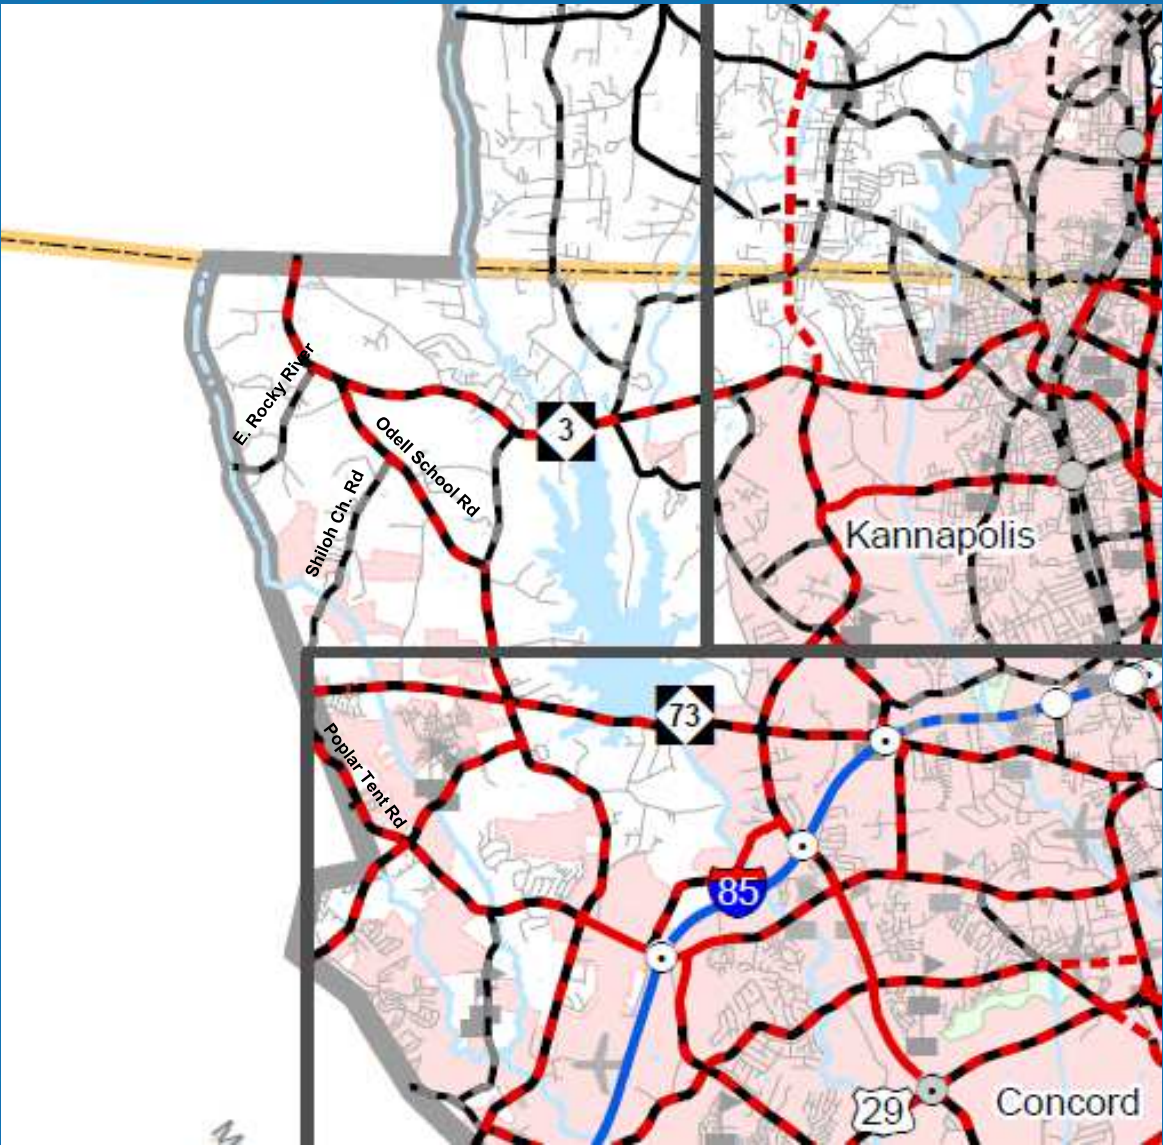 E. Rocky River
3
Odell School Rd
Shiloh Ch. Rd
Kannapolis
73
Poplar Tent Rd
85
29
Concord
M